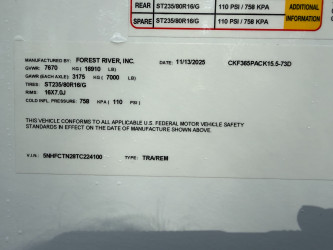 REAR ST235/80R16/G 110 PSI / 758 KPA ADDITIONAL
SPARE ST235/80R16/G 110 PSI / 758 KPA INFORMATION
MANUFACTURED BY: FOREST RIVER, INC. DATE: 11/13/2025 CKF365PACK15.5-73D
GVWR: 7670 KG ( 16910 LB)
GAWR (EACH AXLE): 3175 KG ( 7000 LB)
TIRES: ST235/80R16/G
RIMS: 16X7.0J
COLD INFL. PRESSURE: 758 KPA ( 110 PSI )
THIS VEHICLE CONFORMS TO ALL APPLICABLE U.S. FEDERAL MOTOR VEHICLE SAFETY
STANDARDS IN EFFECT ON THE DATE OF MANUFACTURE SHOWN ABOVE.
V.I.N.: 5NHFCTN28TC224100 TYPE: TRA/REM